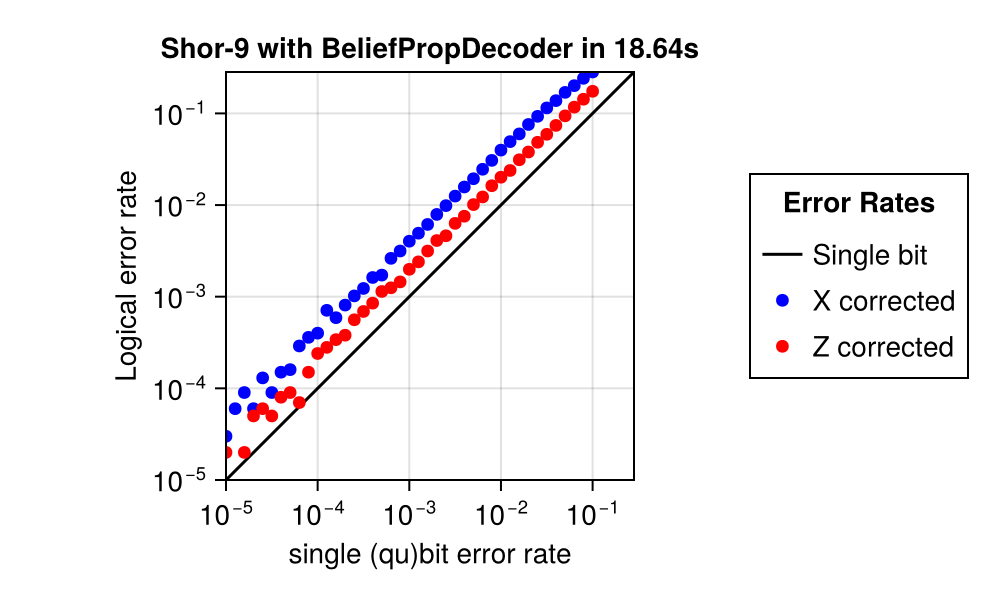 Shor-9 with BeliefPropDecoder in 18.64s
Logical error rate
10⁻¹
10⁻²
10⁻³
10⁻⁴
10⁻⁵
10⁻⁵ 10⁻⁴ 10⁻³ 10⁻² 10⁻¹
single (qu)bit error rate
Error Rates
Single bit
X corrected
Z corrected